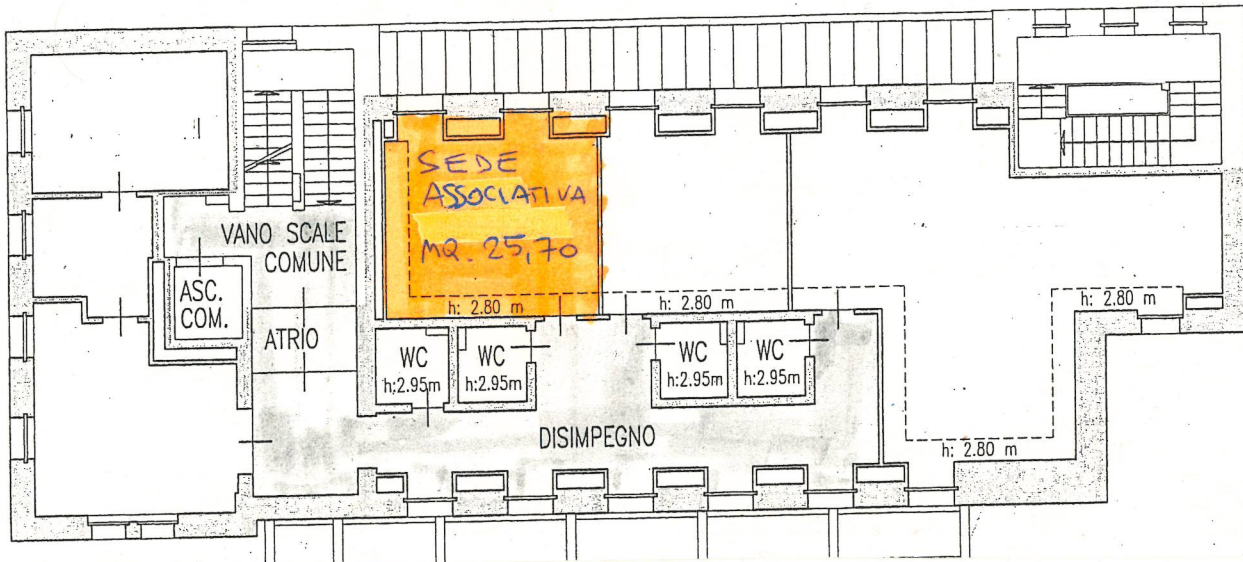 SEDE
ASSOCIATIVA
MQ. 25,70
VANO SCALE
COMUNE
ASC.
COM.
ATRIO
h: 2.80 m
h: 2.80 m
h: 2.80 m
WC
h:2.95m
WC
h:2.95m
WC
h:2.95m
WC
h:2.95m
DISIMPEGNO
h: 2.80 m